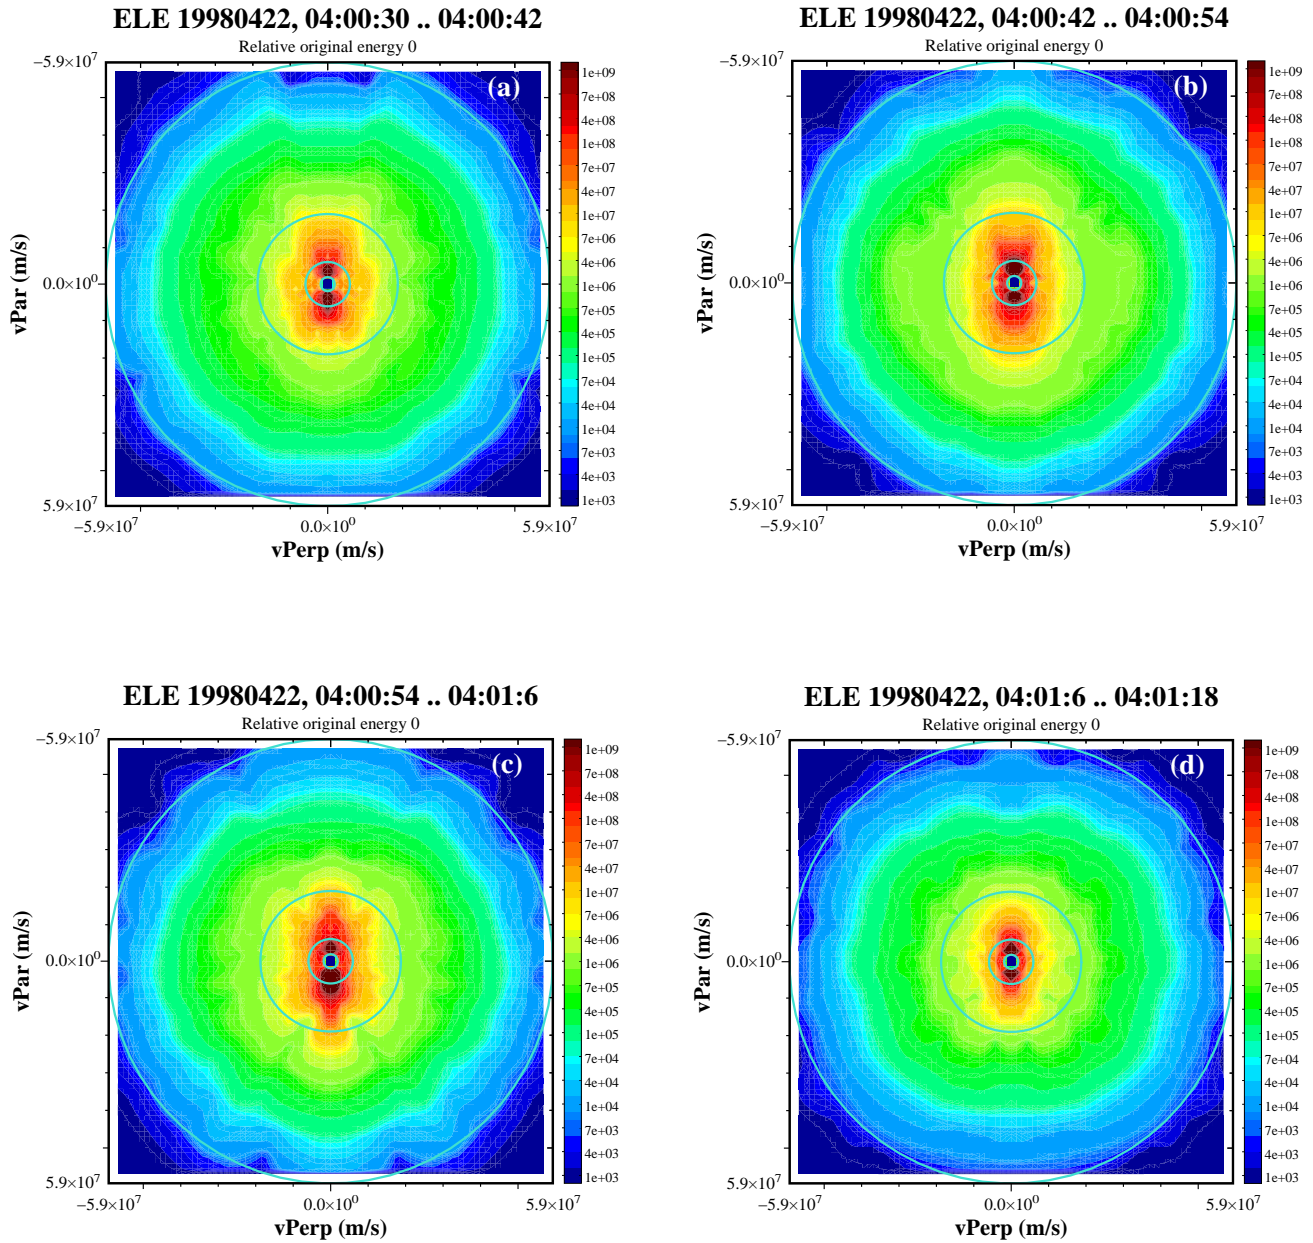 ELE 19980422, 04:00:30 .. 04:00:42
Relative original energy 0
(a)
−5.9×10⁷
0.0×10⁰
5.9×10⁷
vPar (m/s)
−5.9×10⁷
0.0×10⁰
5.9×10⁷
vPerp (m/s)
1e+09
7e+08
4e+08
1e+08
7e+07
4e+07
1e+07
7e+06
4e+06
1e+06
7e+05
4e+05
1e+05
7e+04
4e+04
1e+04
7e+03
4e+03
1e+03
ELE 19980422, 04:00:42 .. 04:00:54
Relative original energy 0
(b)
−5.9×10⁷
0.0×10⁰
5.9×10⁷
vPar (m/s)
−5.9×10⁷
0.0×10⁰
5.9×10⁷
vPerp (m/s)
1e+09
7e+08
4e+08
1e+08
7e+07
4e+07
1e+07
7e+06
4e+06
1e+06
7e+05
4e+05
1e+05
7e+04
4e+04
1e+04
7e+03
4e+03
1e+03
ELE 19980422, 04:00:54 .. 04:01:6
Relative original energy 0
(c)
−5.9×10⁷
0.0×10⁰
5.9×10⁷
vPar (m/s)
−5.9×10⁷
0.0×10⁰
5.9×10⁷
vPerp (m/s)
1e+09
7e+08
4e+08
1e+08
7e+07
4e+07
1e+07
7e+06
4e+06
1e+06
7e+05
4e+05
1e+05
7e+04
4e+04
1e+04
7e+03
4e+03
1e+03
ELE 19980422, 04:01:6 .. 04:01:18
Relative original energy 0
(d)
−5.9×10⁷
0.0×10⁰
5.9×10⁷
vPar (m/s)
−5.9×10⁷
0.0×10⁰
5.9×10⁷
vPerp (m/s)
1e+09
7e+08
4e+08
1e+08
7e+07
4e+07
1e+07
7e+06
4e+06
1e+06
7e+05
4e+05
1e+05
7e+04
4e+04
1e+04
7e+03
4e+03
1e+03